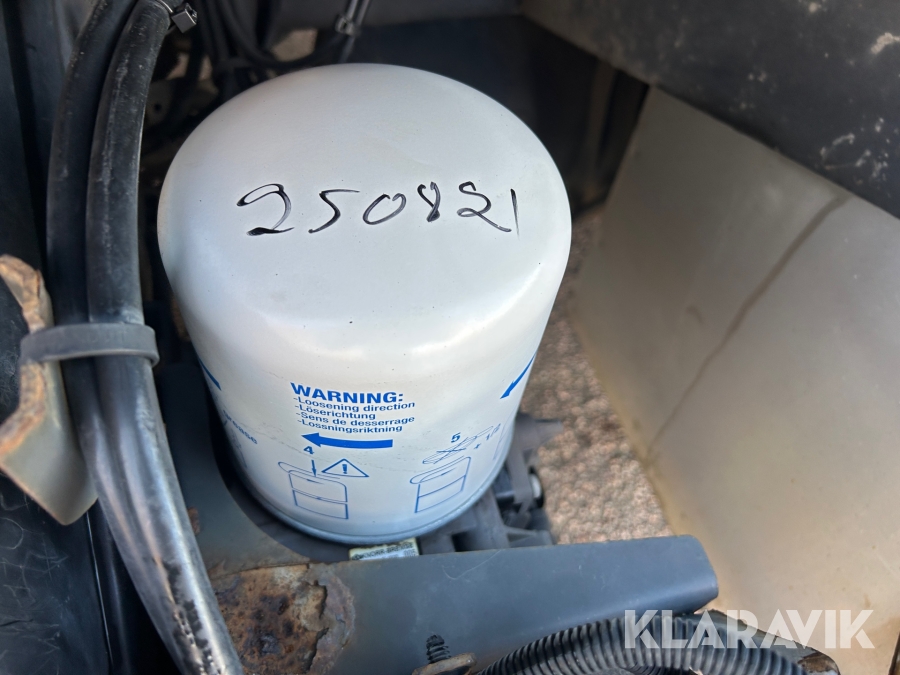 250821
WARNING:
-Loosening direction
-Löserichtung
-Sens de desserrage
-Lossningsriktning
4
5
KLARAVIK